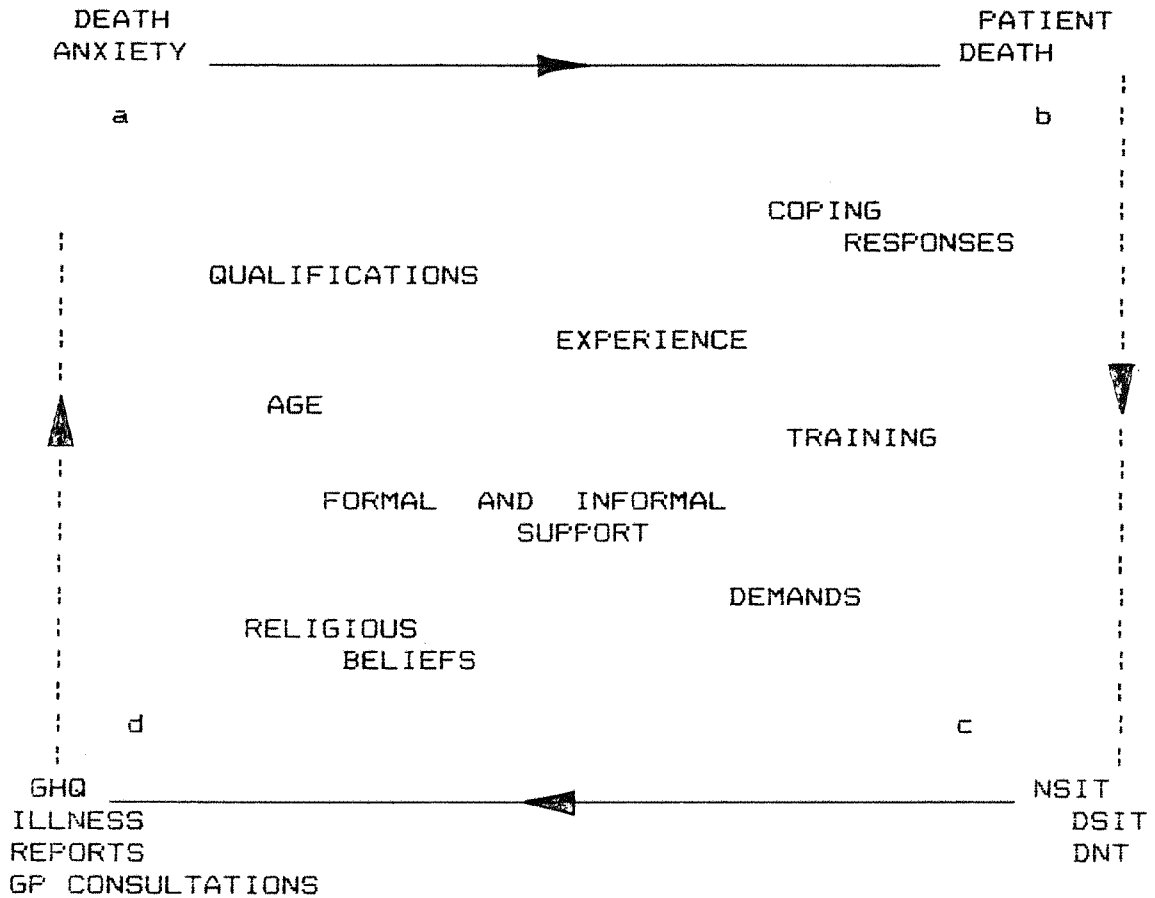 DEATH ANXIETY
PATIENT DEATH
a
b
COPING
RESPONSES
QUALIFICATIONS
EXPERIENCE
AGE
TRAINING
FORMAL AND INFORMAL
SUPPORT
DEMANDS
RELIGIOUS
BELIEFS
d
c
GHQ
ILLNESS
REPORTS
GP CONSULTATIONS
NSIT
DSIT
DNT